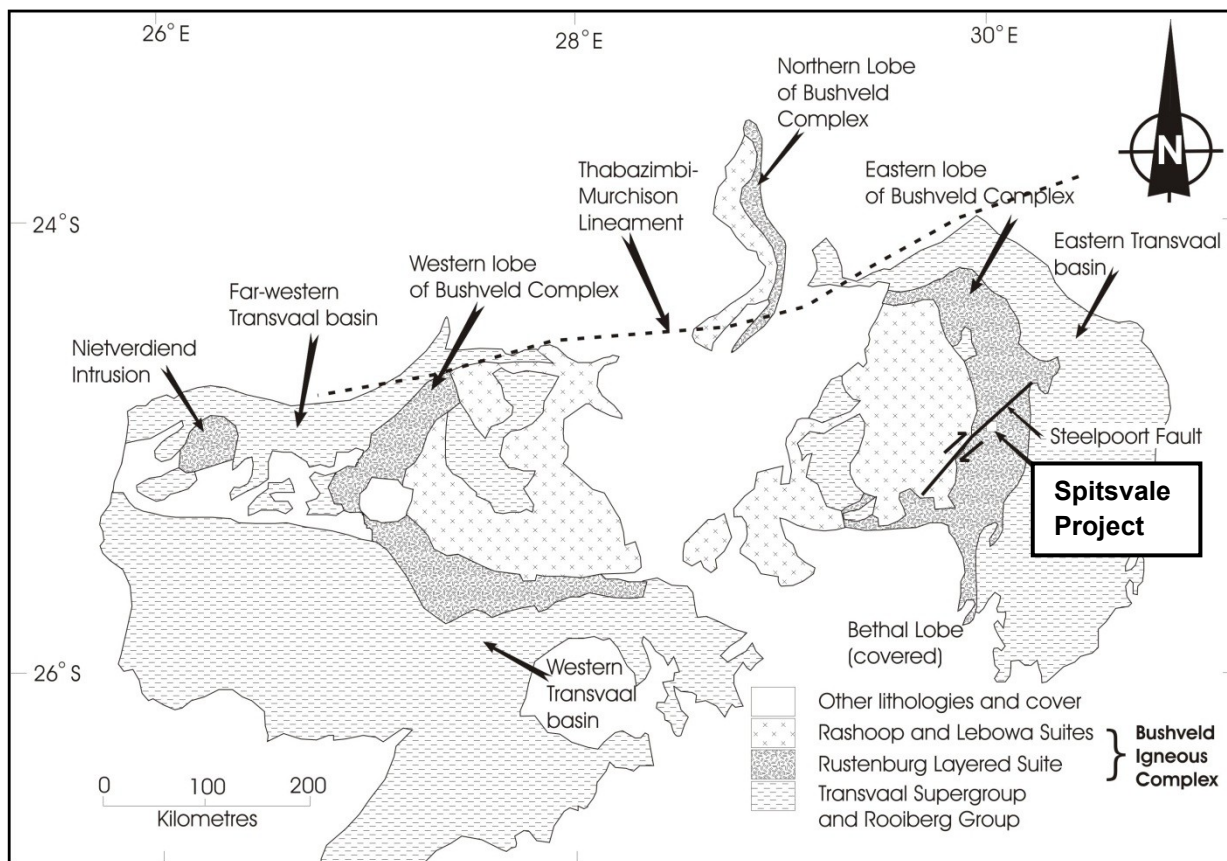 26°E
28°E
30°E
Northern Lobe
of Bushveld
Complex
N
Thabazimbi-
Murchison
Lineament
Eastern lobe
of Bushveld Complex
24°S
Eastern Transvaal
basin
Western lobe
of Bushveld Complex
Far-western
Transvaal basin
Nietverdiend
Intrusion
Steelpoort Fault
Spitsvale
Project
Bethal Lobe
(covered)
26°S
Western
Transvaal
basin
Other lithologies and cover
Rashoop and Lebowa Suites
Rustenburg Layered Suite
Bushveld
Igneous
Complex
Transvaal Supergroup
and Rooiberg Group
0 100 200
Kilometres